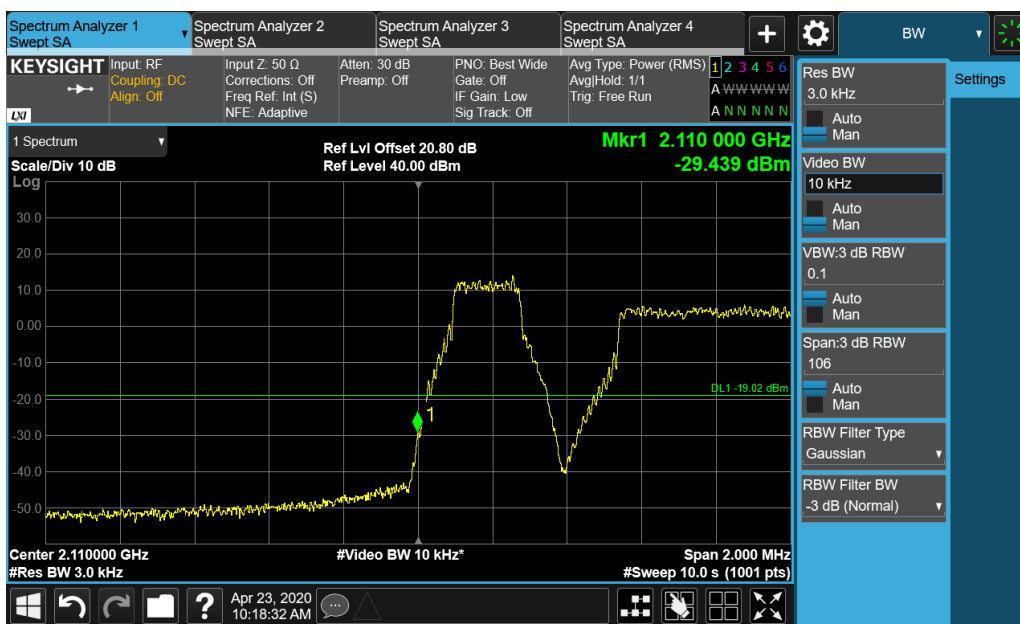 Spectrum Analyzer 1
Swept SA
Spectrum Analyzer 2
Swept SA
Spectrum Analyzer 3
Swept SA
Spectrum Analyzer 4
Swept SA
+
BW
KEYSIGHT
LXI
Input: RF
Coupling: DC
Align: Off
Input Z: 50 Ω
Corrections: Off
Freq Ref: Int (S)
NFE: Adaptive
Atten: 30 dB
Preamp: Off
PNO: Best Wide
Gate: Off
IF Gain: Low
Sig Track: Off
Avg Type: Power (RMS)
Avg|Hold: 1/1
Trig: Free Run
1 2 3 4 5 6
A W W W W W
A N N N N N
1 Spectrum
Scale/Div 10 dB
Ref Lvl Offset 20.80 dB
Ref Level 40.00 dBm
Mkr1 2.110 000 GHz
-29.439 dBm
Log
30.0
20.0
10.0
0.00
-10.0
-20.0
-30.0
-40.0
-50.0
DL1 -19.02 dBm
1
Center 2.110000 GHz
#Res BW 3.0 kHz
#Video BW 10 kHz*
Span 2.000 MHz
#Sweep 10.0 s (1001 pts)
Res BW
3.0 kHz
Auto
Man
Video BW
10 kHz
Auto
Man
VBW:3 dB RBW
0.1
Auto
Man
Span:3 dB RBW
106
Auto
Man
RBW Filter Type
Gaussian
RBW Filter BW
-3 dB (Normal)
Settings
?
Apr 23, 2020
10:18:32 AM